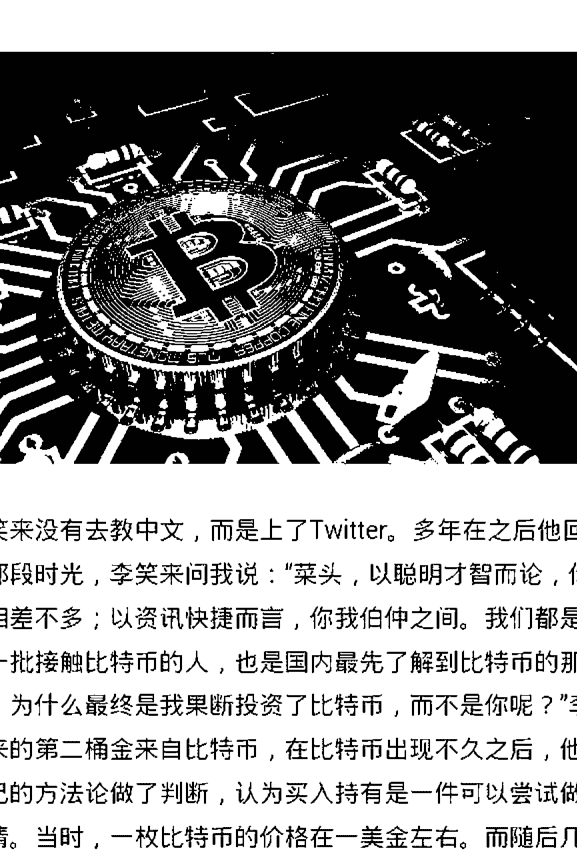 笑来没有去教中文，而是上了Twitter。多年在之后他回
那段时光，李笑来问我说：“菜头，以聪明才智而论，你
相差不多；以资讯快捷而言，你我伯仲之间。我们都是
一批接触比特币的人，也是国内最先了解到比特币的那
为什么最终是我果断投资了比特币，而不是你呢？”李
来的第二桶金来自比特币，在比特币出现不久之后，他
己的方法论做了判断，认为买入持有是一件可以尝试做
情。当时，一枚比特币的价格在一美金左右。而随后几